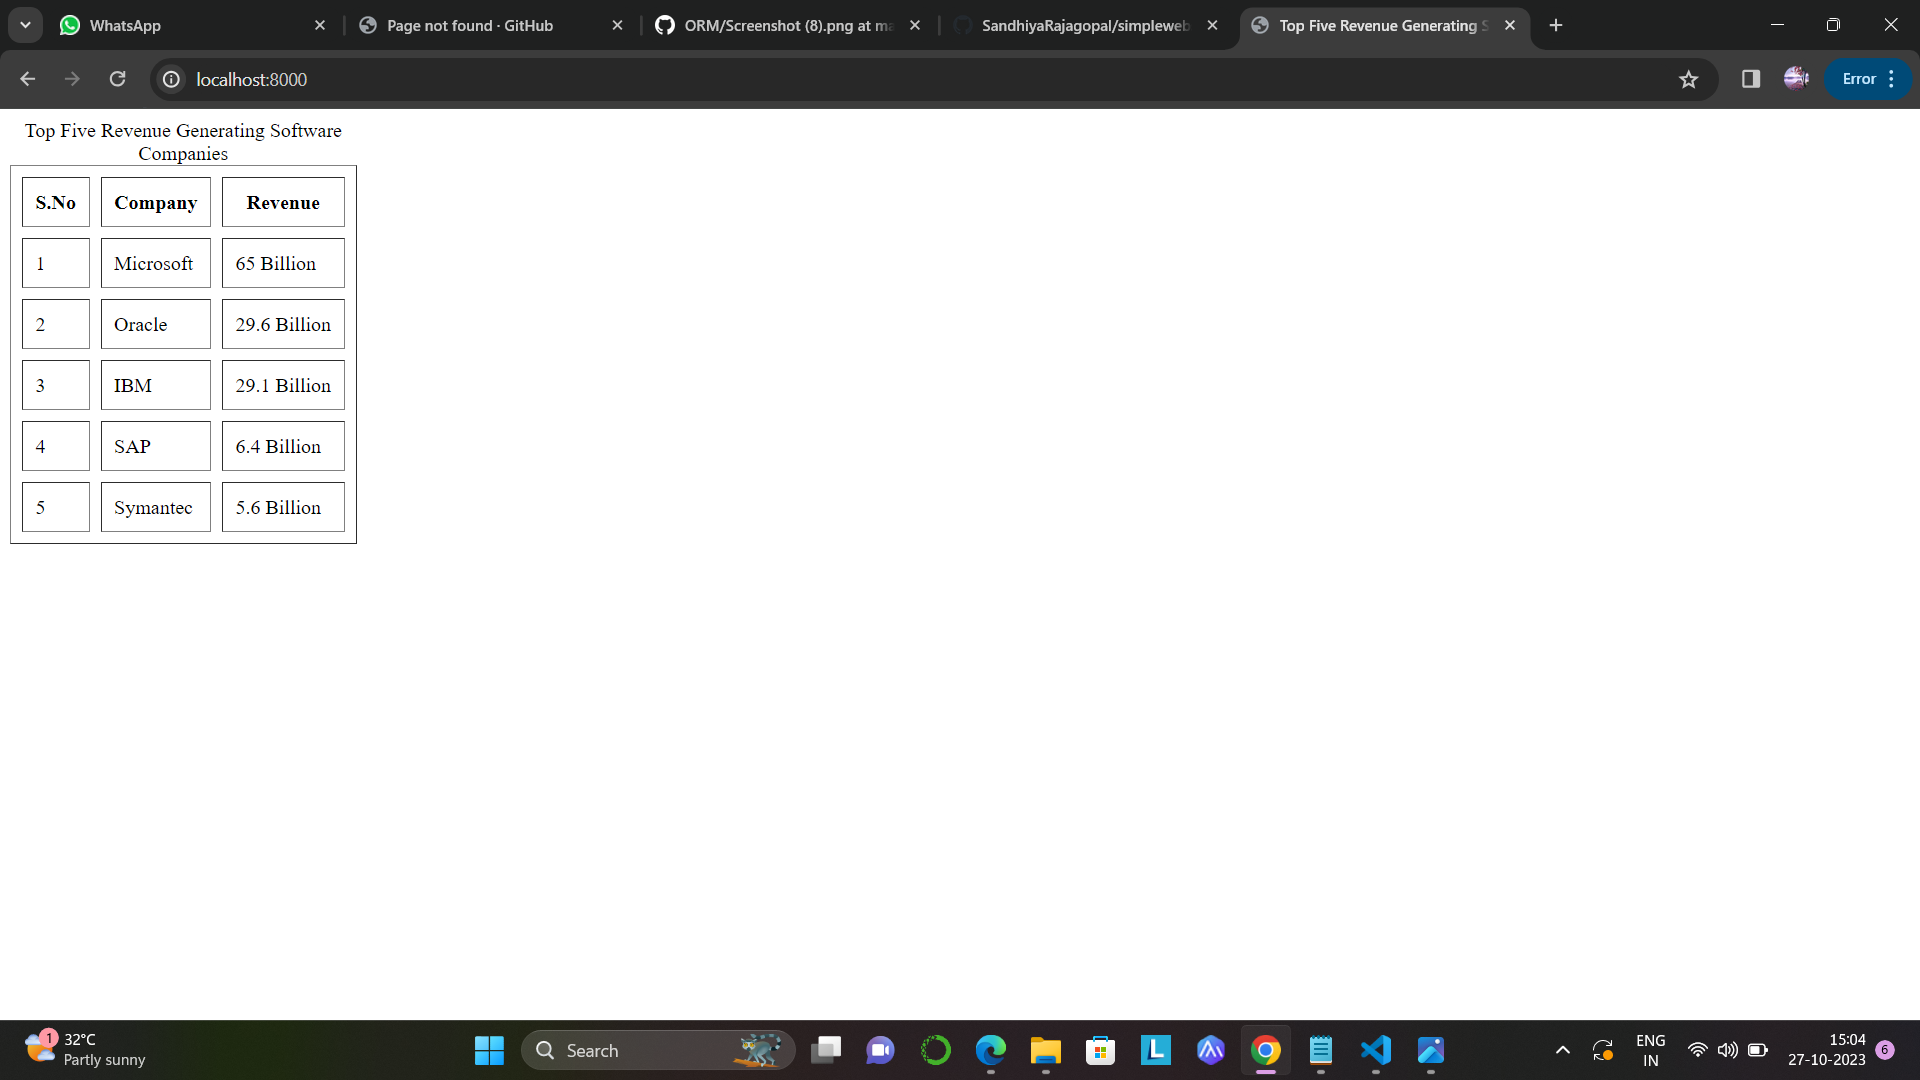 WhatsApp
Page not found · GitHub
ORM/Screenshot (8).png at ma
SandhiyaRajagopal/simpleweb
Top Five Revenue Generating S
localhost:8000
Error
Top Five Revenue Generating Software
Companies
S.No Company Revenue
1 Microsoft 65 Billion
2 Oracle 29.6 Billion
3 IBM 29.1 Billion
4 SAP 6.4 Billion
5 Symantec 5.6 Billion
1
32°C
Partly sunny
Search
L
ENG
IN
15:04
27-10-2023
6